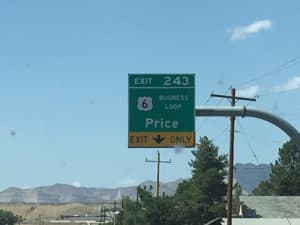 EXIT 243
6 BUSINESS
LOOP
Price
EXIT ONLY